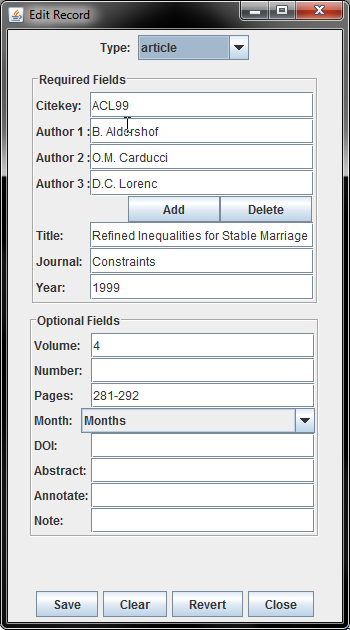 Edit Record
Type: article
Required Fields
Citekey: ACL99
Author 1 : B. Aldershof
Author 2 : O.M. Carducci
Author 3 : D.C. Lorenc
Add Delete
Title: Refined Inequalities for Stable Marriage
Journal: Constraints
Year: 1999
Optional Fields
Volume: 4
Number:
Pages: 281-292
Month: Months
DOI:
Abstract:
Annotate:
Note:
Save Clear Revert Close